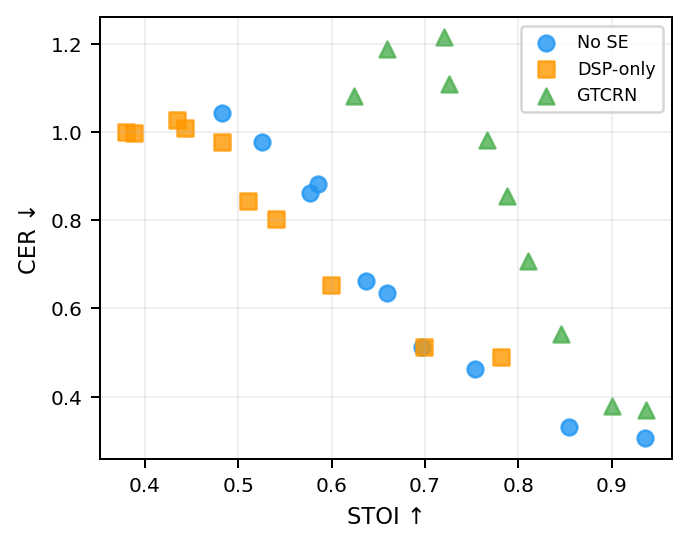 No SE
DSP-only
GTCRN
1.2
1.0
0.8
0.6
0.4
CER ↓
0.4 0.5 0.6 0.7 0.8 0.9
STOI ↑